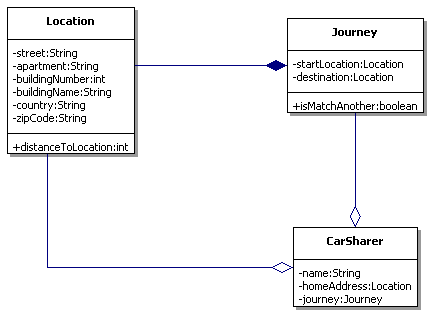 Location
-street:String
-apartment:String
-buildingNumber:int
-buildingName:String
-country:String
-zipCode:String
+distanceToLocation:int
Journey
-startLocation:Location
-destination:Location
+isMatchAnother:boolean
CarSharer
-name:String
-homeAddress:Location
-journey:Journey